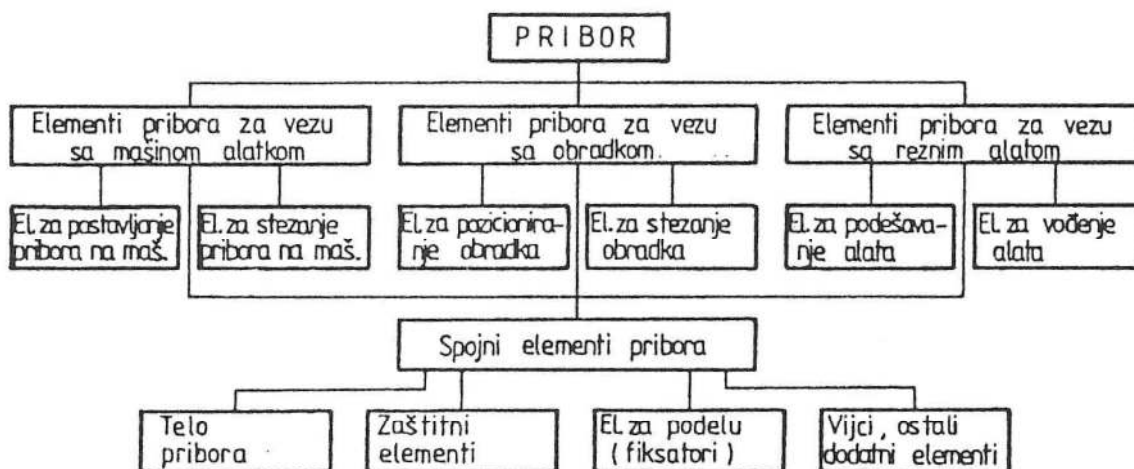 PRIBOR
Elementi pribora za vezu
sa mašinom alatkom
Elementi pribora za vezu
sa obradkom
Elementi pribora za vezu
sa reznim alatom
El. za postavljanje
pribora na maš.
El. za stezanje
pribora na maš.
El. za pozicionira-
nje obradka
El. za stezanje
obradka
El. za podešava-
nje alata
El. za vođenje
alata
Spojni elementi pribora
Telo
pribora
Zaštitni
elementi
El. za podelu
(fiksatori)
Vijci, ostali
dodatni elementi